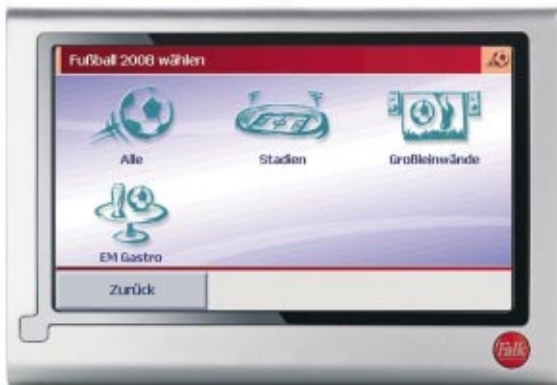 Fußball 2008 wählen
Alle
Stadien
Großleinwände
EM Gastro
Zurück
Falk